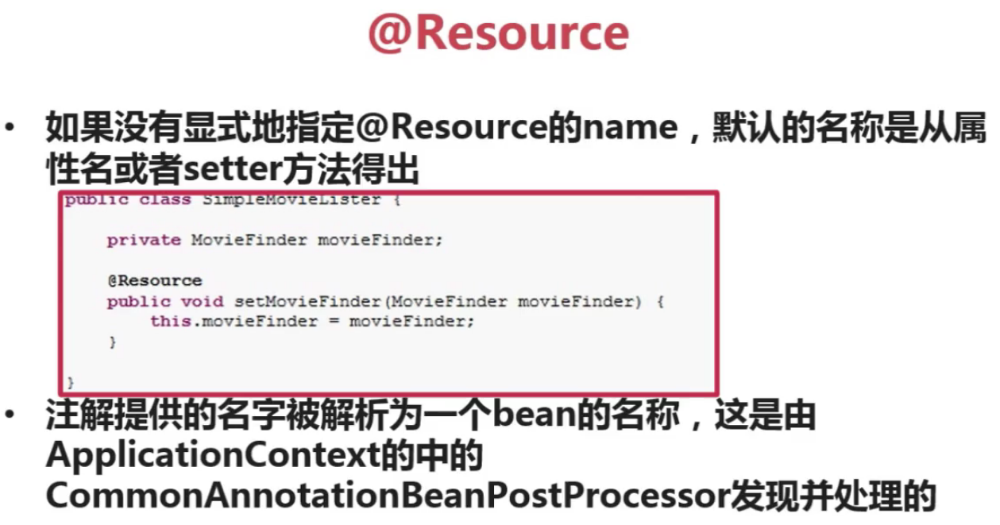 @Resource
• 如果没有显式地指定@Resource的name，默认的名称是从属
性名或者setter方法得出
public class SimpleMovieLister {
private MovieFinder movieFinder;
@Resource
public void setMovieFinder(MovieFinder movieFinder) {
this.movieFinder = movieFinder;
}
}
• 注解提供的名字被解析为一个bean的名称，这是由
ApplicationContext的中的
CommonAnnotationBeanPostProcessor发现并处理的